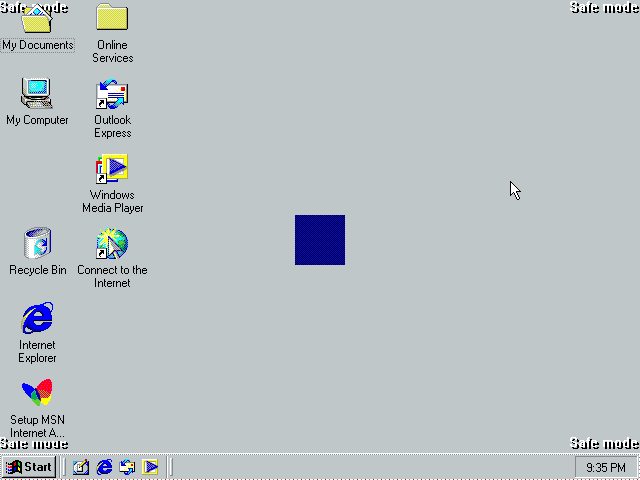 Safe mode
Safe mode
My Documents
Online
Services
My Computer
Outlook
Express
Windows
Media Player
Recycle Bin
Connect to the
Internet
Internet
Explorer
Setup MSN
Internet A...
Safe mode
Safe mode
Start
9:35 PM